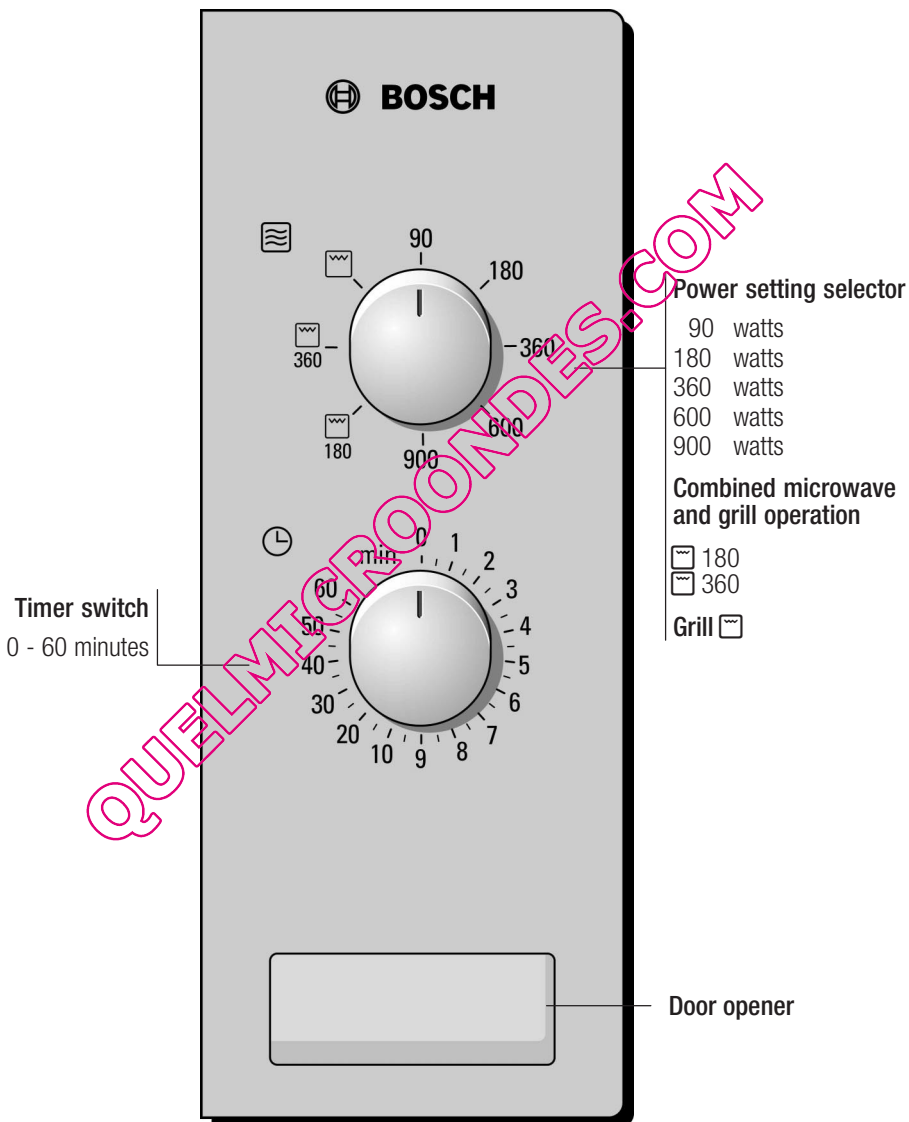 BOSCH
90
180
360
360
180
600
900
min
0
1
2
3
4
5
6
7
8
9
10
20
30
40
50
60
Timer switch
0 - 60 minutes
Power setting selector
90 watts
180 watts
360 watts
600 watts
900 watts
Combined microwave
and grill operation
180
360
Grill
Door opener
QUELMICROONDES.COM